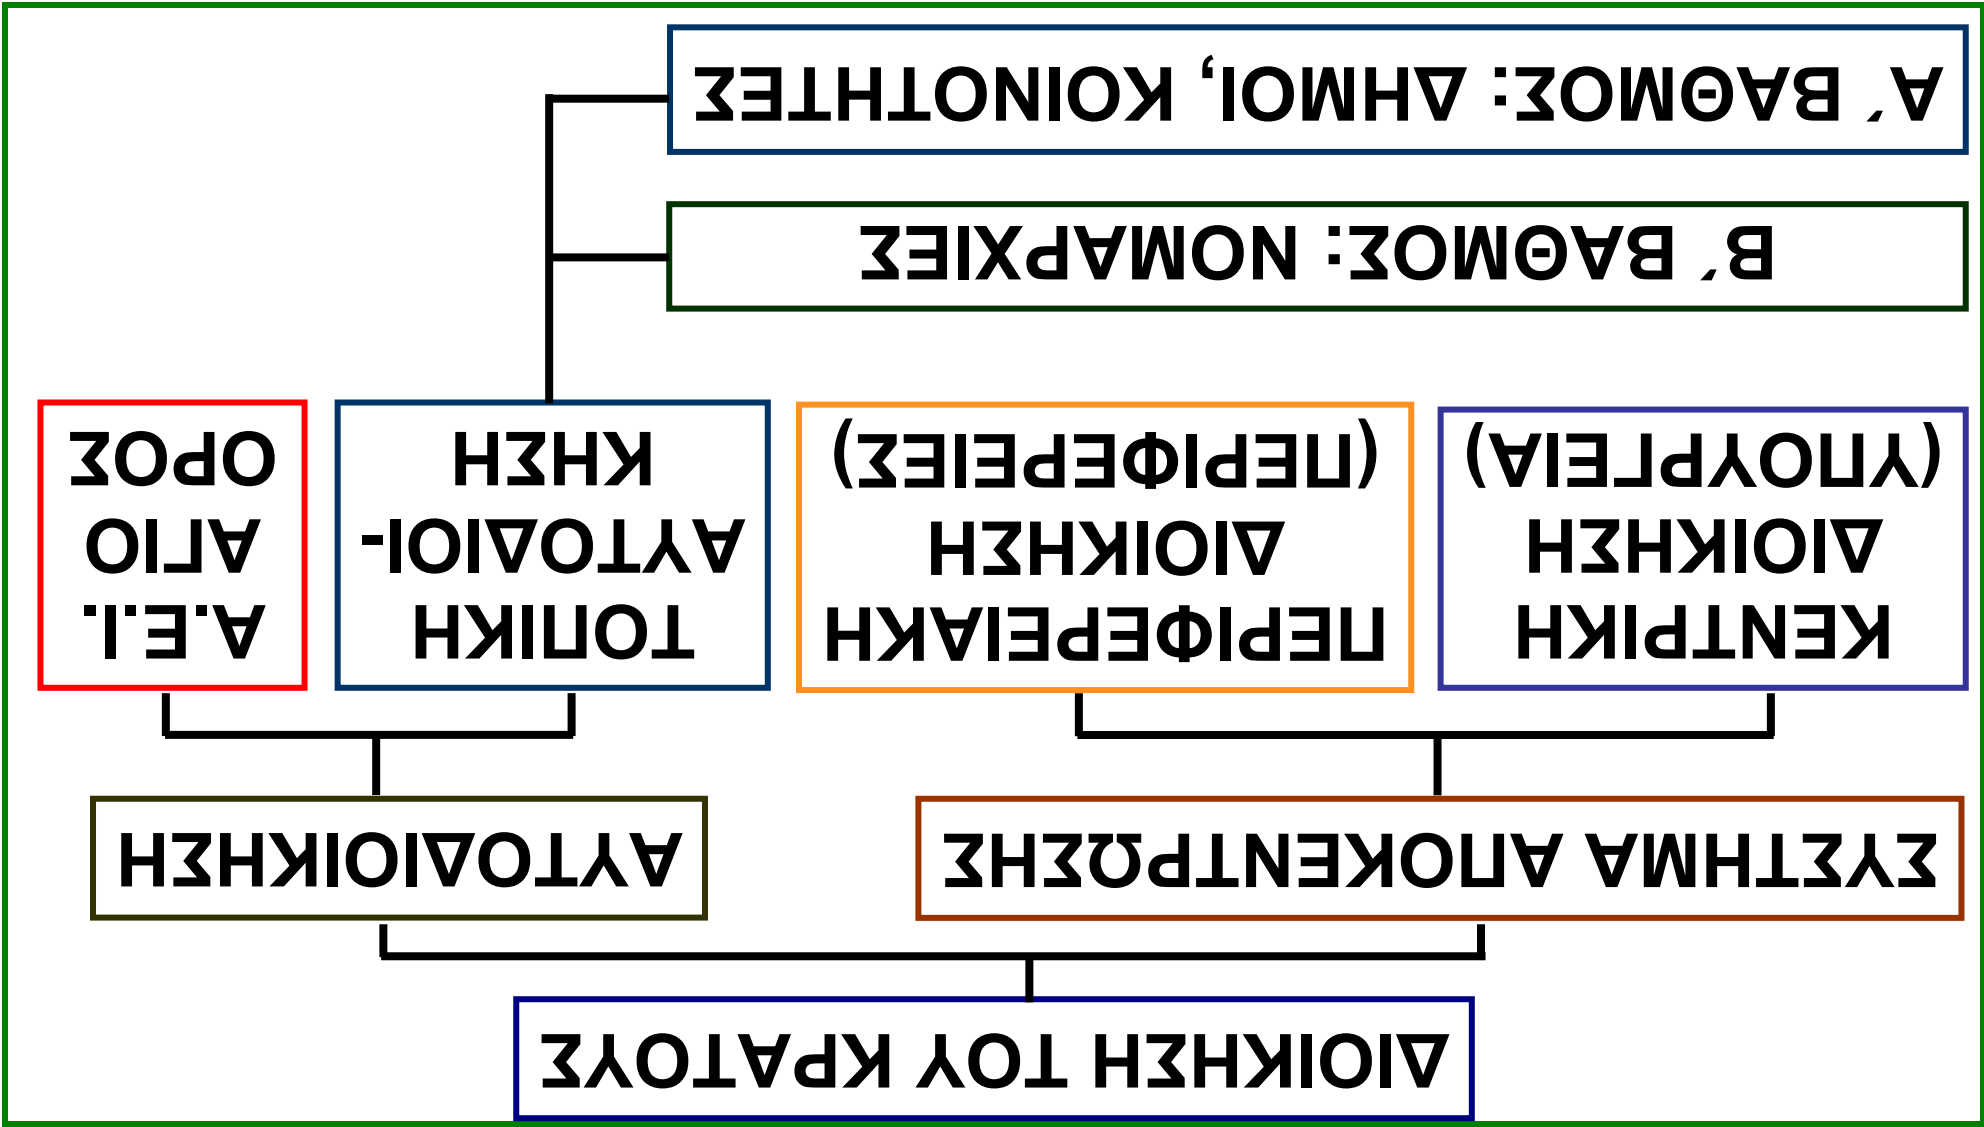 ΔΙΟΙΚΗΣΗ ΤΟΥ ΚΡΑΤΟΥΣ
ΣΥΣΤΗΜΑ ΑΠΟΚΕΝΤΡΩΣΗΣ
ΑΥΤΟΔΙΟΙΚΗΣΗ
ΚΕΝΤΡΙΚΗ
ΔΙΟΙΚΗΣΗ
(ΥΠΟΥΡΓΕΙΑ)
ΠΕΡΙΦΕΡΕΙΑΚΗ
ΔΙΟΙΚΗΣΗ
(ΠΕΡΙΦΕΡΕΙΕΣ)
ΤΟΠΙΚΗ
ΑΥΤΟΔΙΟΙ-
ΚΗΣΗ
Α.Ε.Ι.
ΑΓΙΟ
ΟΡΟΣ
Β΄ ΒΑΘΜΟΣ: ΝΟΜΑΡΧΙΕΣ
Α΄ ΒΑΘΜΟΣ: ΔΗΜΟΙ, ΚΟΙΝΟΤΗΤΕΣ